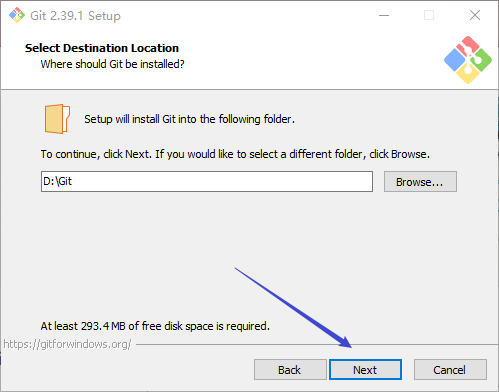 Git 2.39.1 Setup
Select Destination Location
Where should Git be installed?
Setup will install Git into the following folder.
To continue, click Next. If you would like to select a different folder, click Browse.
D:\Git
Browse...
At least 293.4 MB of free disk space is required.
https://gitforwindows.org/
Back
Next
Cancel